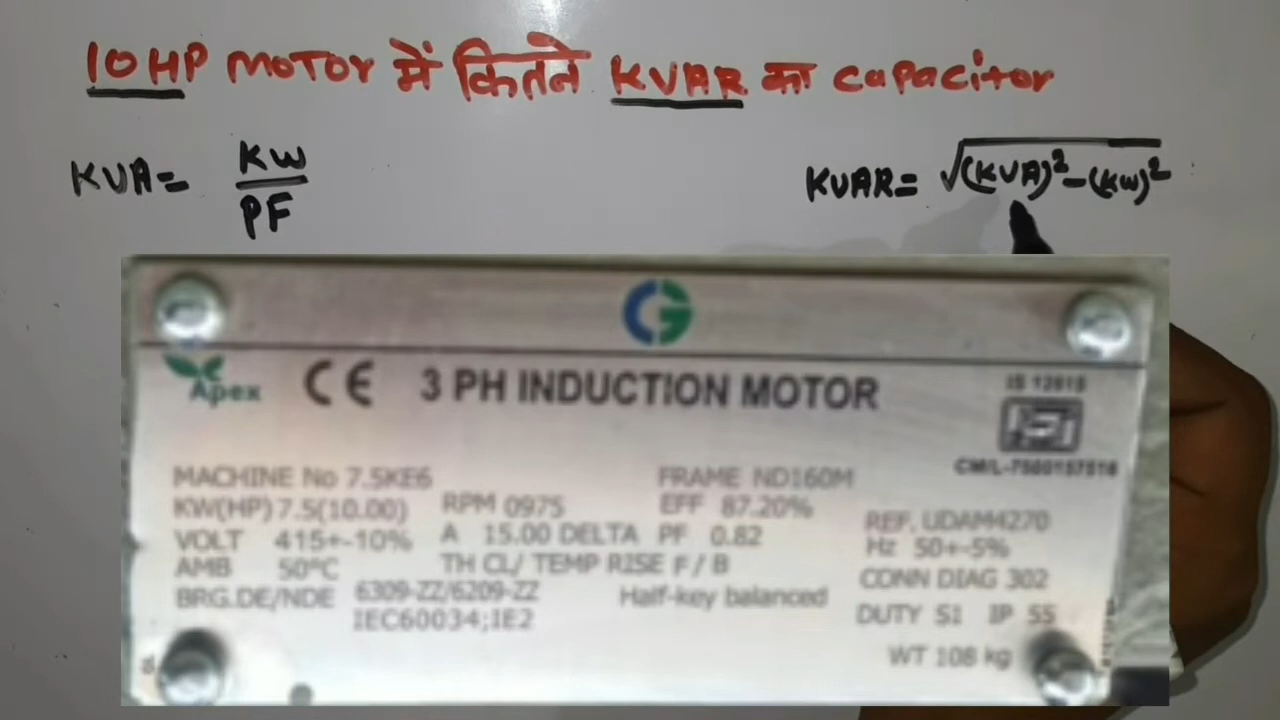 10 HP MOTOR में कितने KVAR का capacitor
KVA = KW / PF
KVAR = √(KVA)² - (KW)²
Apex CE 3 PH INDUCTION MOTOR
IS 12615
CM/L-7500157516
MACHINE No 7.5KE6 FRAME ND160M
KW(HP) 7.5(10.00) RPM 0975 EFF 87.20% REF. UDAM4270
VOLT 415+-10% A 15.00 DELTA PF 0.82 Hz 50+-5%
AMB 50°C TH CL/ TEMP RISE F/B CONN DIAG 302
BRG.DE/NDE 6309-ZZ/6209-ZZ Half-key balanced DUTY S1 IP 55
IEC60034;IE2
WT 108 kg